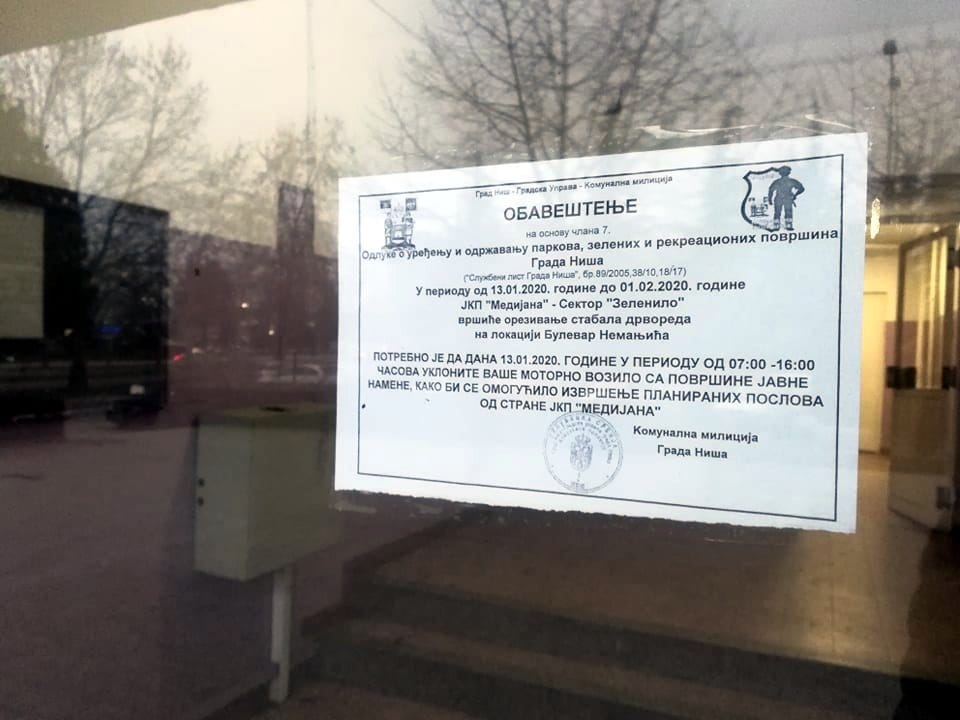 Град Ниш - Градска Управа - Комунална милиција
ОБАВЕШТЕЊЕ
на основу члана 7.
Одлуке о уређењу и одржавању паркова, зелених и рекреационих површина
Града Ниша
("Службени лист Града Ниша", бр.89/2005,38/10,18/17)
У периоду од 13.01.2020. године до 01.02.2020. године
ЈКП "Медијана" - Сектор "Зеленило"
вршиће орезивање стабала дрвореда
на локацији Булевар Немањића
ПОТРЕБНО ЈЕ ДА ДАНА 13.01.2020. ГОДИНЕ У ПЕРИОДУ ОД 07:00 -16:00
ЧАСОВА УКЛОНИТЕ ВАШЕ МОТОРНО ВОЗИЛО СА ПОВРШИНЕ ЈАВНЕ
НАМЕНЕ, КАКО БИ СЕ ОМОГУЋИЛО ИЗВРШЕЊЕ ПЛАНИРАНИХ ПОСЛОВА
ОД СТРАНЕ ЈКП "МЕДИЈАНА"
Комунална милиција
Града Ниша